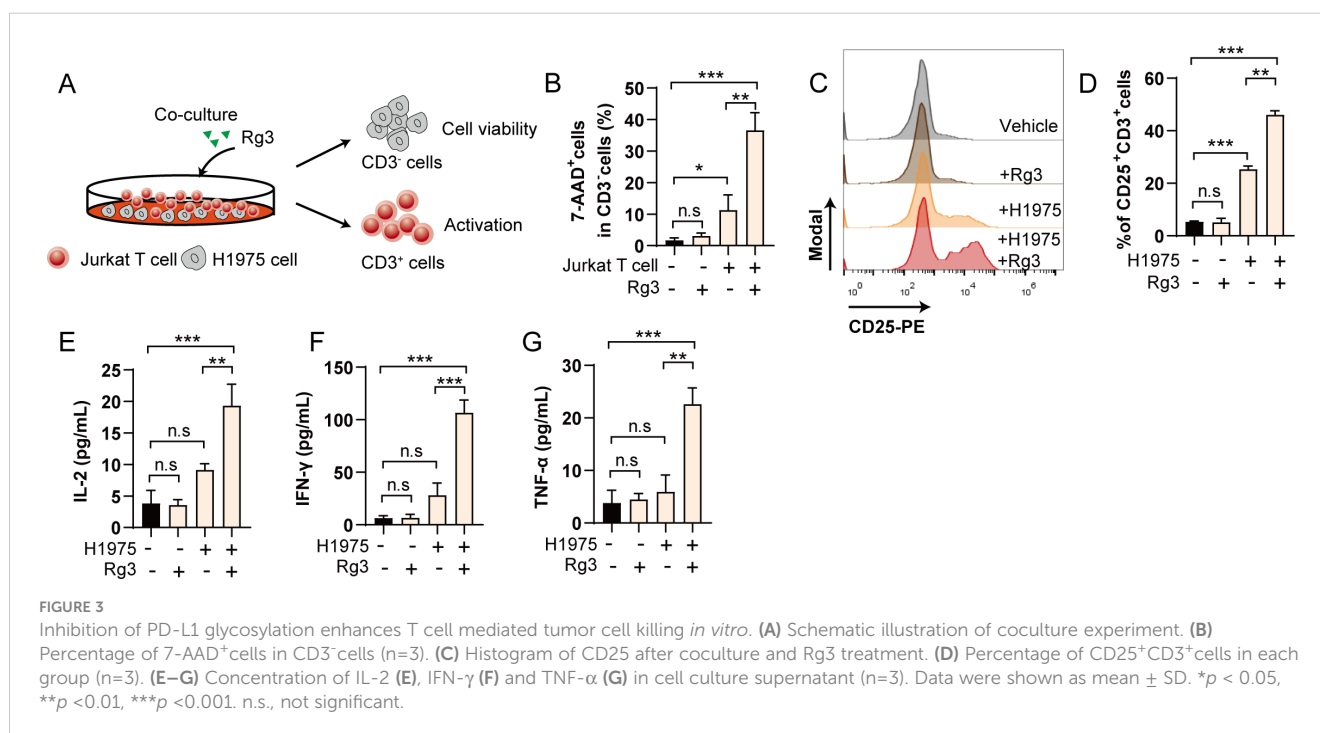 A
Co-culture
Rg3
Cell viability
CD3⁻ cells
Activation
CD3⁺ cells
Jurkat T cell
H1975 cell
B
7-AAD⁺cells
in CD3⁻cells (%)
50
40
30
20
10
0
n.s
*
**
***
Jurkat T cell - - + +
Rg3 - + - +
C
Vehicle
+Rg3
+H1975
+H1975
+Rg3
Modal
10⁰ 10² 10⁴ 10⁶
CD25-PE
D
%of CD25⁺CD3⁺cells
60
40
20
0
n.s
***
**
***
H1975 - - + +
Rg3 - + - +
E
IL-2 (pg/mL)
25
20
15
10
5
0
n.s
n.s
**
***
H1975 - - + +
Rg3 - + - +
F
IFN-γ (pg/mL)
150
100
50
0
n.s
n.s
***
***
H1975 - - + +
Rg3 - + - +
G
TNF-α (pg/mL)
30
20
10
0
n.s
n.s
**
***
H1975 - - + +
Rg3 - + - +
FIGURE 3
Inhibition of PD-L1 glycosylation enhances T cell mediated tumor cell killing in vitro. (A) Schematic illustration of coculture experiment. (B)
Percentage of 7-AAD⁺cells in CD3⁻cells (n=3). (C) Histogram of CD25 after coculture and Rg3 treatment. (D) Percentage of CD25⁺CD3⁺cells in each
group (n=3). (E–G) Concentration of IL-2 (E), IFN-γ (F) and TNF-α (G) in cell culture supernatant (n=3). Data were shown as mean ± SD. *p < 0.05,
**p <0.01, ***p <0.001. n.s., not significant.